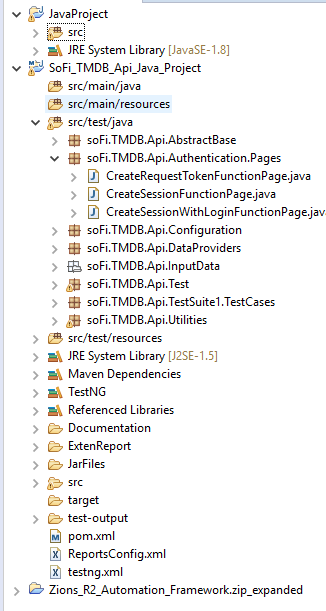 JavaProject
src
JRE System Library [JavaSE-1.8]
SoFi_TMDB_Api_Java_Project
src/main/java
src/main/resources
src/test/java
soFi.TMDB.Api.AbstractBase
soFi.TMDB.Api.Authentication.Pages
CreateRequestTokenFunctionPage.java
CreateSessionFunctionPage.java
CreateSessionWithLoginFunctionPage.java
soFi.TMDB.Api.Configuration
soFi.TMDB.Api.DataProviders
soFi.TMDB.Api.InputData
soFi.TMDB.Api.Test
soFi.TMDB.Api.TestSuite1.TestCases
soFi.TMDB.Api.Utilities
src/test/resources
JRE System Library [J2SE-1.5]
Maven Dependencies
TestNG
Referenced Libraries
Documentation
ExtenReport
JarFiles
src
target
test-output
pom.xml
ReportsConfig.xml
testng.xml
Zions_R2_Automation_Framework.zip_expanded